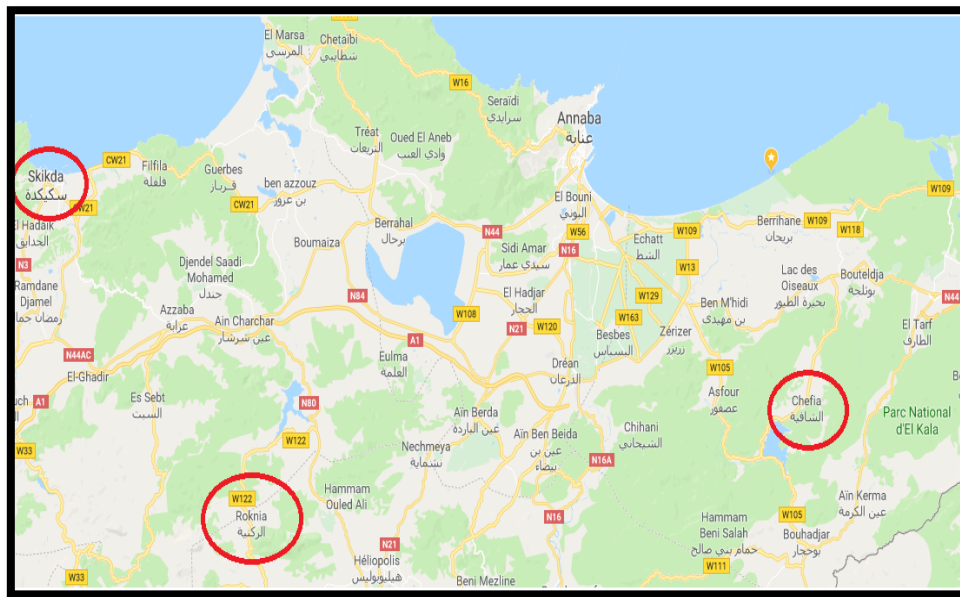 El Marsa
المرسى
Chetaïbi
شطايبي
W16
Seraïdi
سرايدي
Annaba
عنابة
Tréat
التريعات
Oued El Aneb
وادي العنب
Skikda
سكيكدة
CW21
Filfila
فلفلة
Guerbes
قربار
ben azzouz
بن عزوز
CW21
CW21
El Hadaik
الحدايق
N3
Berrahal
برحال
Boumaiza
El Bouni
البوني
W56
N44
N16
Sidi Amar
سيدي عمار
Echatt
الشط
W109
W13
Berrihane
بريحان
W109
W118
W109
Lac des
Oiseaux
بحيرة الطيور
Bouteldja
بوثلجة
N44
Djendel Saadi
Mohamed
جندل
Ramdane
Djamel
رمضان جما
Azzaba
عزابة
N84
Ain Charchar
عين شرشار
W108
El Hadjar
الحجار
N21
W120
W129
W163
Besbes
البسباس
Zérizer
زريزر
Ben M'hidi
بن مهيدي
El Tarf
الطارف
A1
N44AC
El-Ghadir
Eulma
العلمة
Dréan
الدرعان
W105
Asfour
عصفور
Chefia
الشافية
Parc National
d'El Kala
A1
Es Sebt
السبت
N80
W122
Aïn Berda
عين الباردة
Nechmeya
نشماية
Aïn Ben Beida
عين بن
بيضاء
Chihani
الشيحاني
N16A
W33
W122
Roknia
الركنية
Hammam
Ouled Ali
N21
Héliopolis
هيليوبوليس
N16
Beni Mezline
Hammam
Beni Salah
حمام بني صالح
W111
W105
Bouhadjar
بوحجار
Aïn Kerma
عين الكرمة
W33